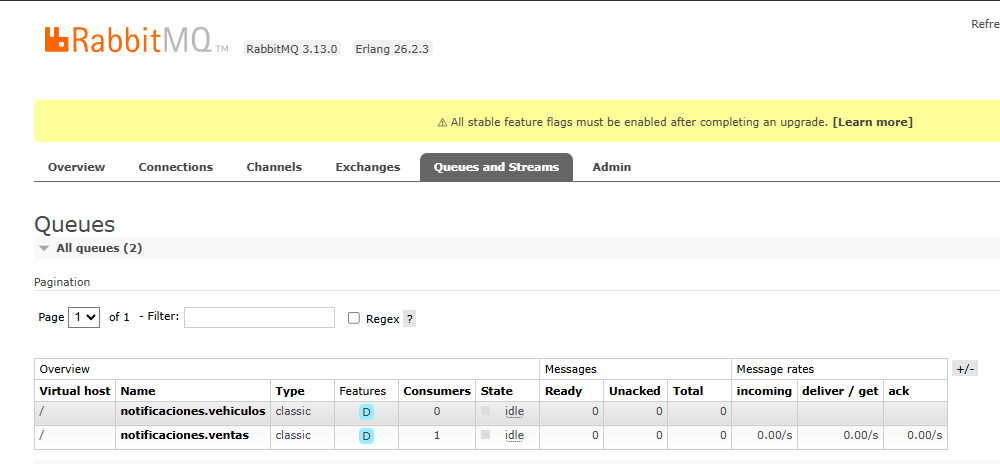 Refre
RabbitMQ TM RabbitMQ 3.13.0 Erlang 26.2.3
⚠ All stable feature flags must be enabled after completing an upgrade. [Learn more]
Overview Connections Channels Exchanges Queues and Streams Admin
Queues
All queues (2)
Pagination
Page 1 of 1 - Filter: Regex ?
Overview Messages Message rates +/-
Virtual host Name Type Features Consumers State Ready Unacked Total incoming deliver / get ack
/ notificaciones.vehiculos classic D 0 idle 0 0 0
/ notificaciones.ventas classic D 1 idle 0 0 0 0.00/s 0.00/s 0.00/s